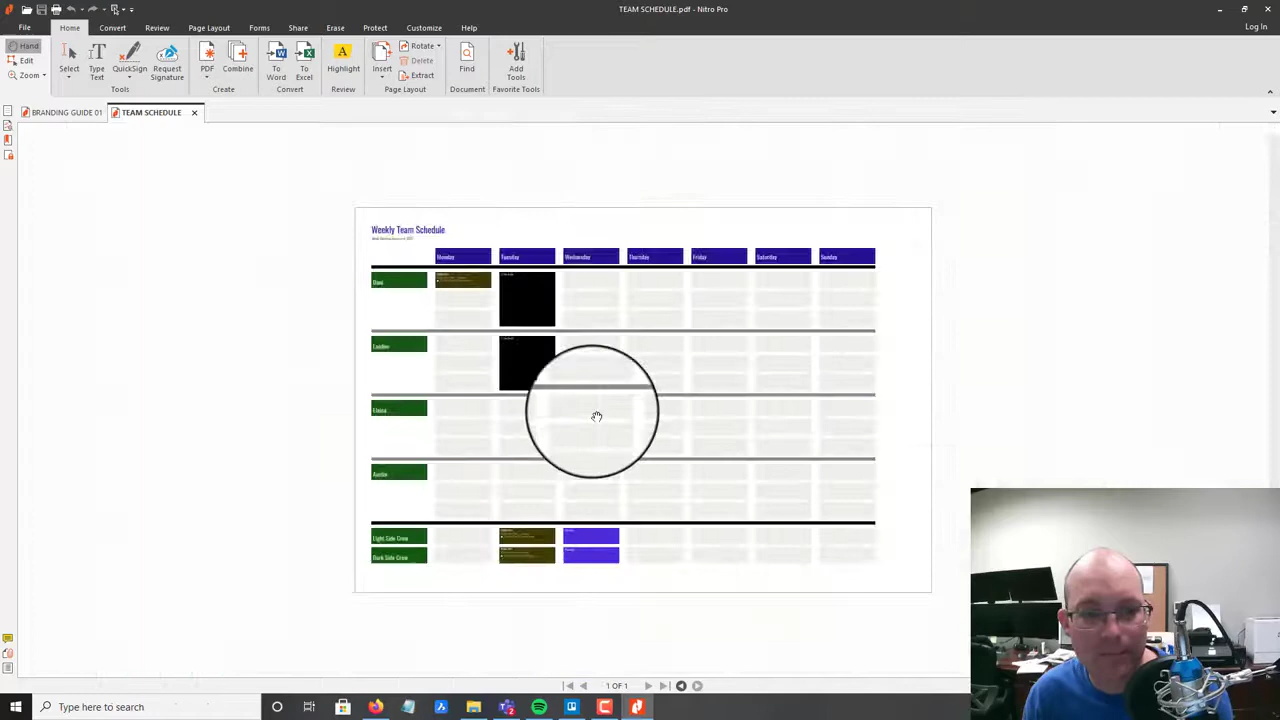 TEAM SCHEDULE.pdf - Nitro Pro
File
Home
Convert
Review
Page Layout
Forms
Share
Erase
Protect
Customize
Help
Log In
Hand
Edit
Zoom
Select
Type
Text
QuickSign
Request
Signature
Tools
PDF
Combine
Create
To
Word
To
Excel
Convert
Highlight
Review
Insert
Rotate
Delete
Extract
Page Layout
Find
Document
Add
Tools
Favorite Tools
BRANDING GUIDE 01
TEAM SCHEDULE
Weekly Team Schedule
Monday
Tuesday
Wednesday
Thursday
Friday
Saturday
Sunday
Austin
Light Side Crew
Dark Side Crew
1 OF 1
Type here to search